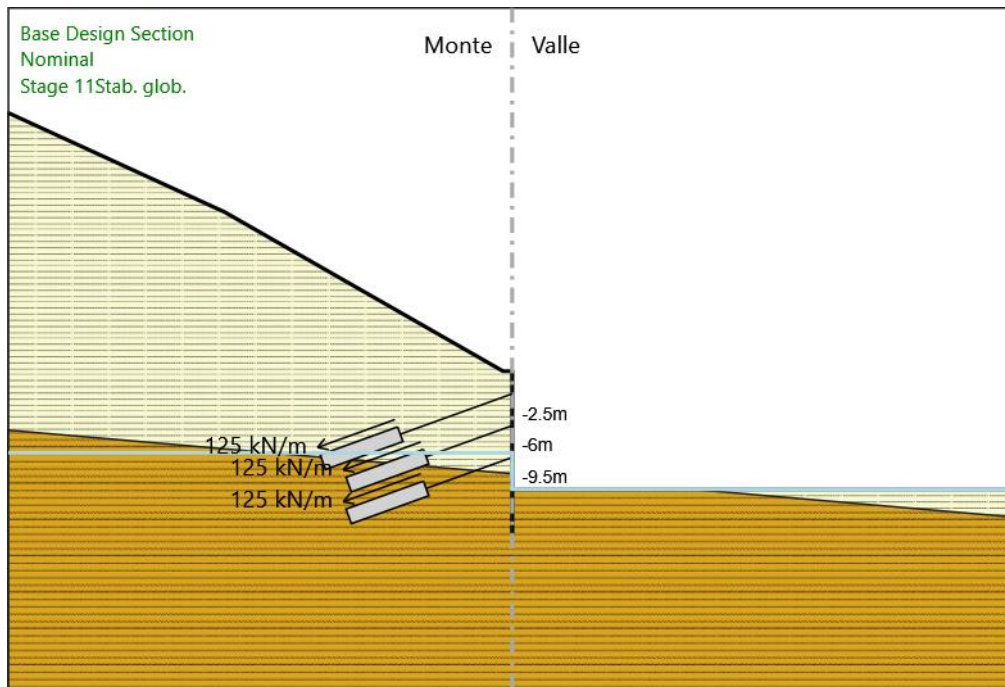 Base Design Section
Nominal
Stage 11Stab. glob.
Monte
Valle
-2.5m
-6m
-9.5m
125 kN/m
125 kN/m
125 kN/m